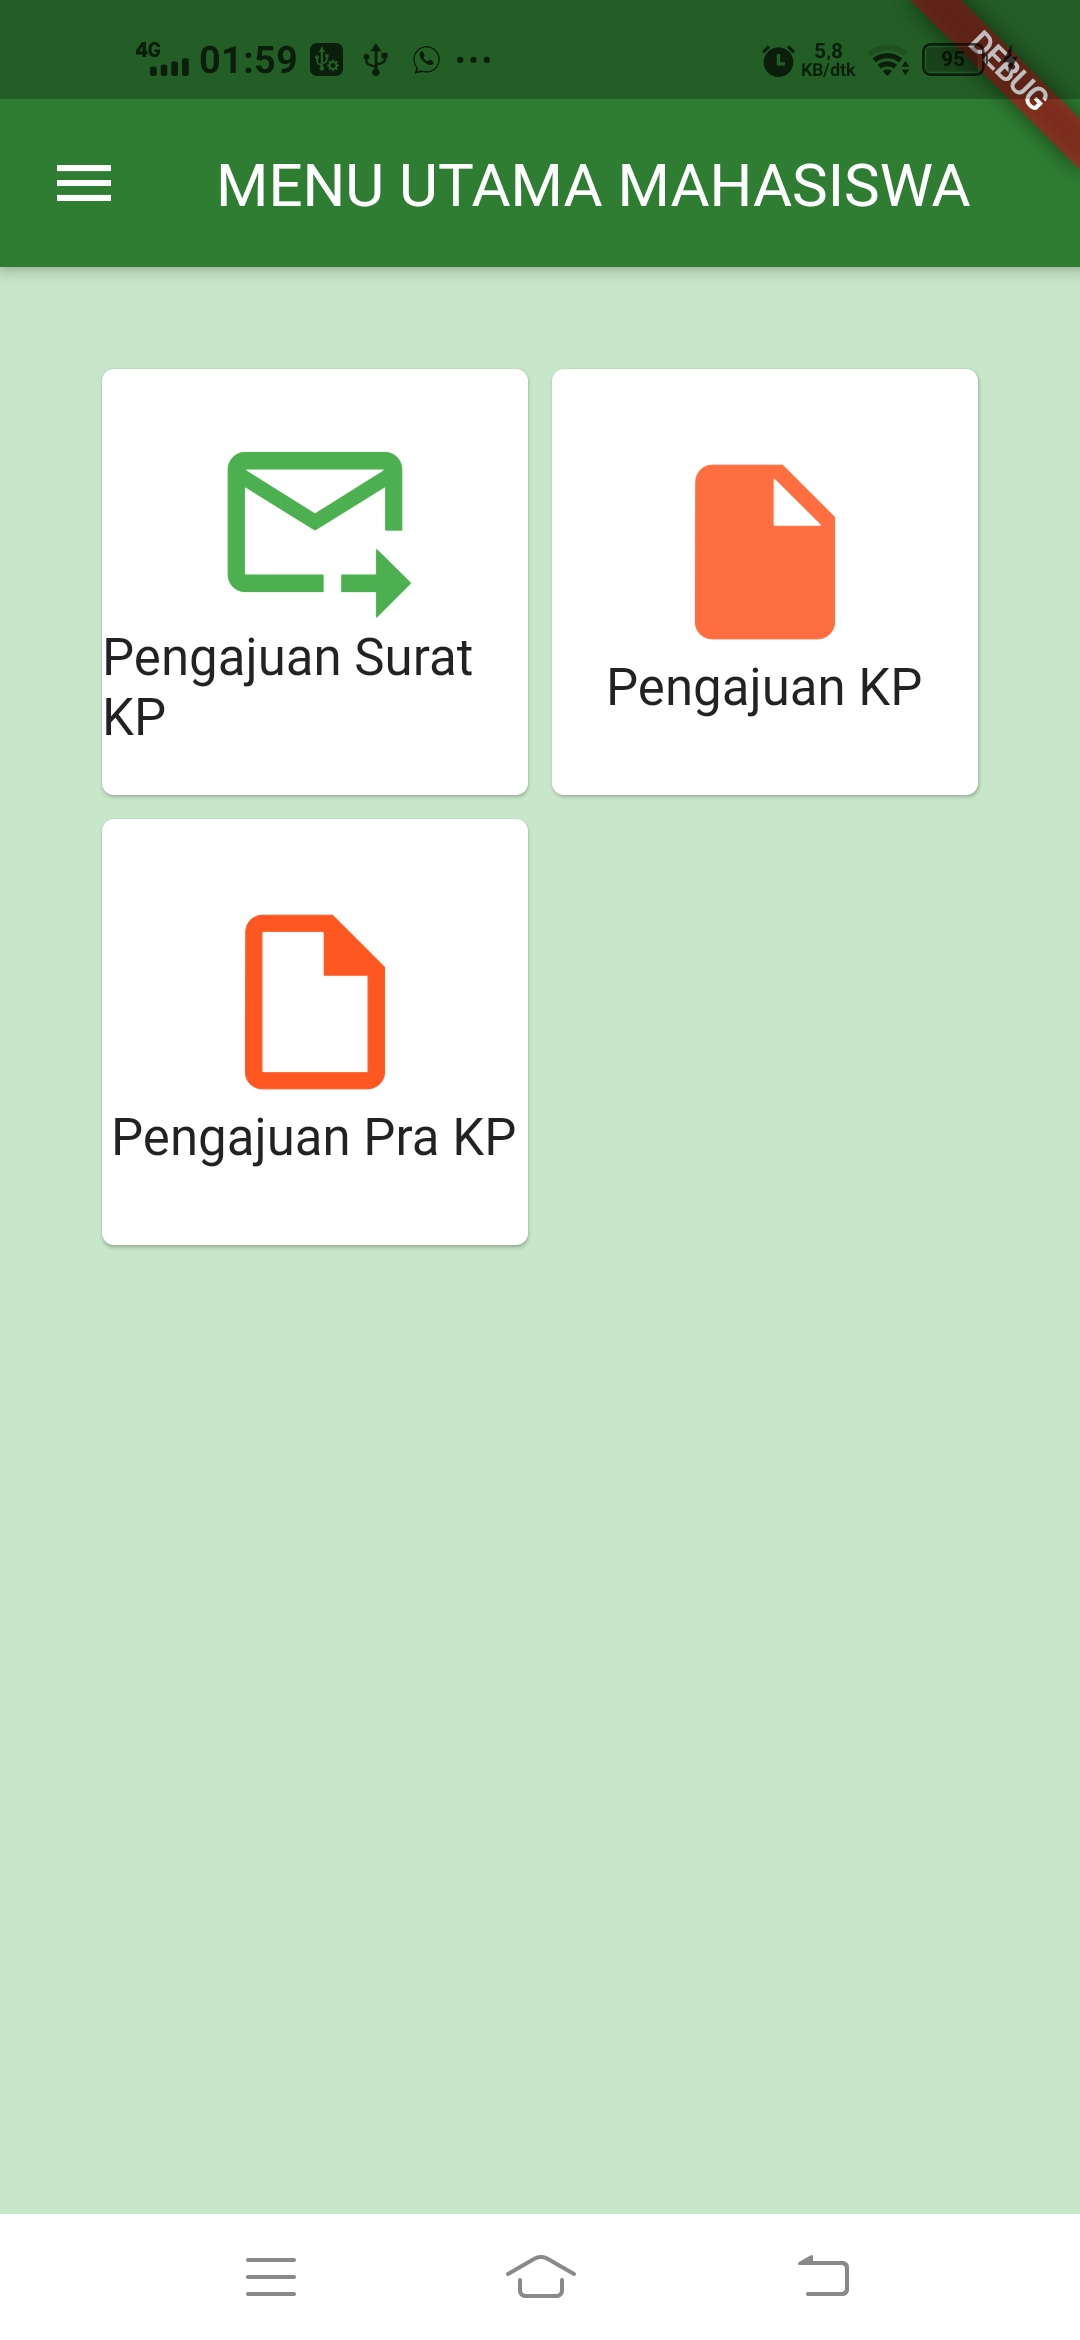 4G 01:59 5,8 KB/dtk 95
DEBUG
MENU UTAMA MAHASISWA
Pengajuan Surat
KP
Pengajuan KP
Pengajuan Pra KP